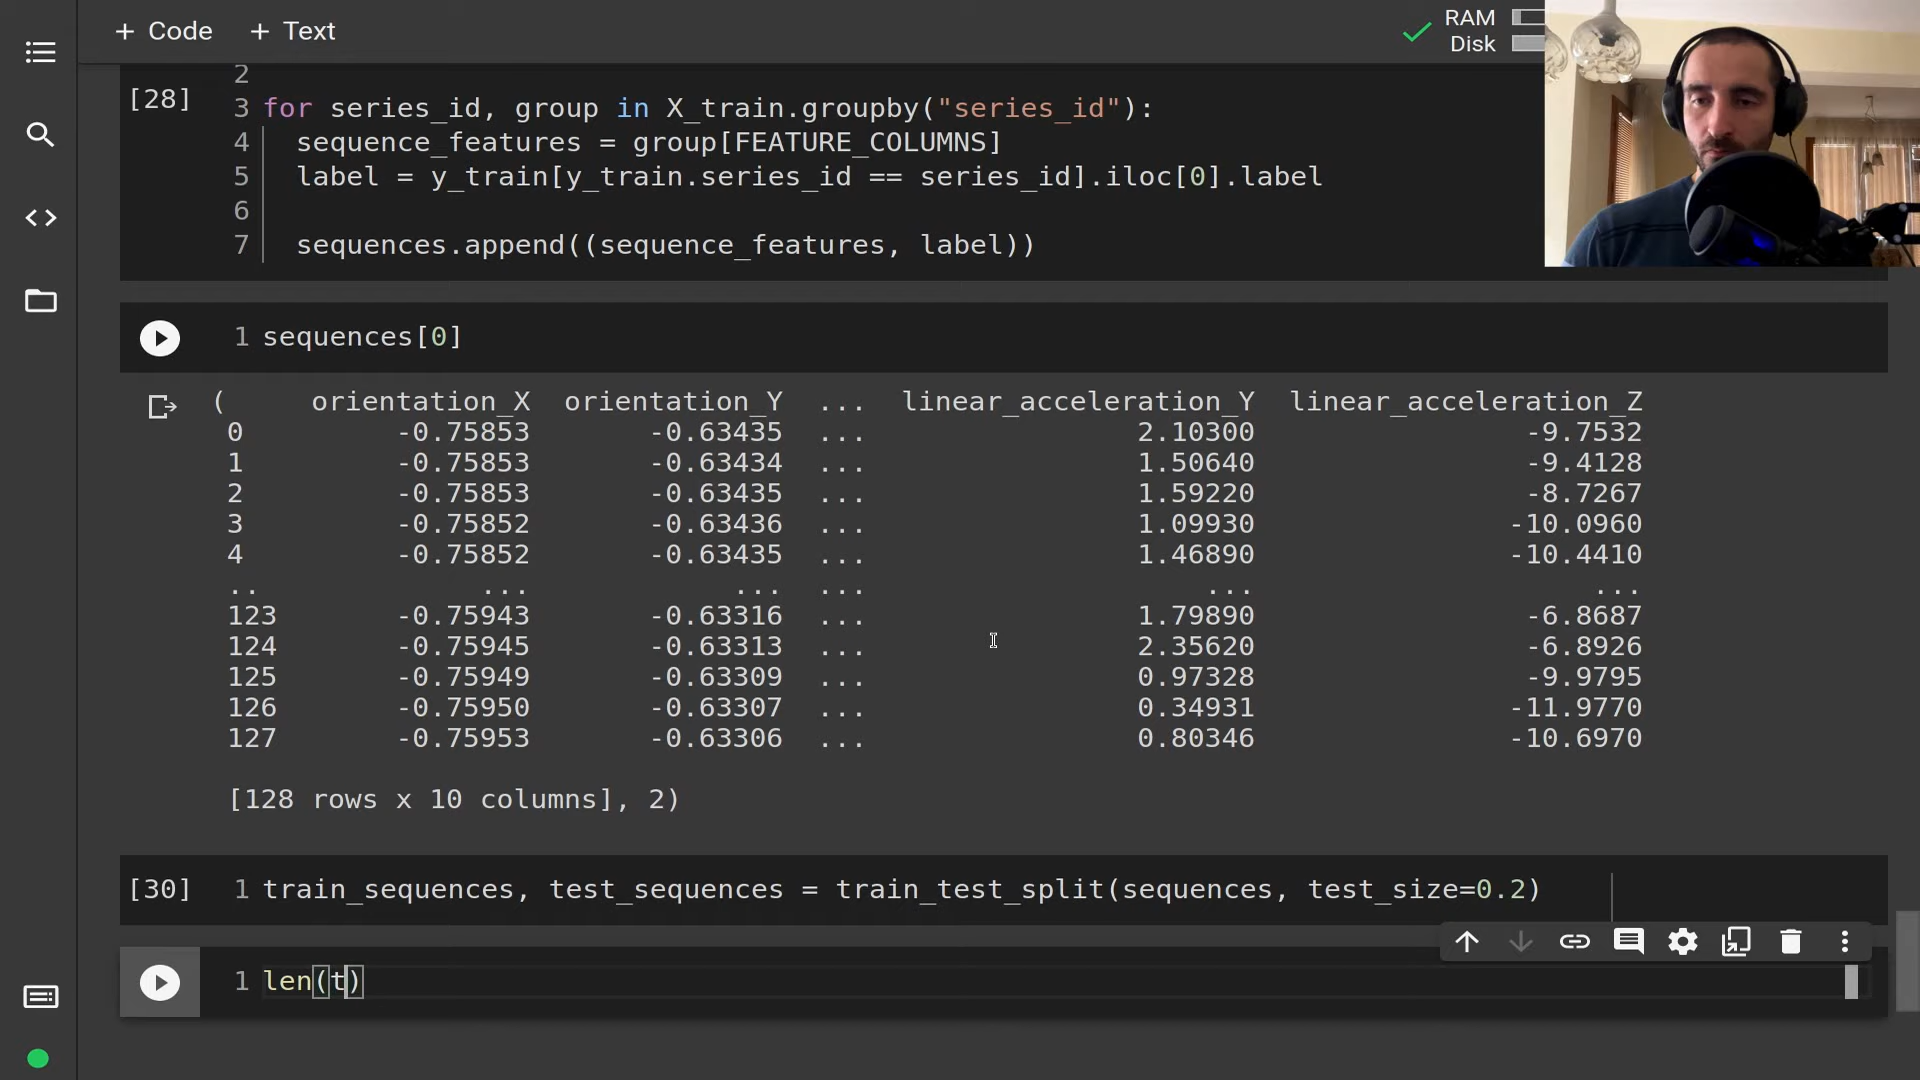 + Code + Text
RAM
Disk
[28]
2
3 for series_id, group in X_train.groupby("series_id"):
4 sequence_features = group[FEATURE_COLUMNS]
5 label = y_train[y_train.series_id == series_id].iloc[0].label
6
7 sequences.append((sequence_features, label))
1 sequences[0]
( orientation_X orientation_Y ... linear_acceleration_Y linear_acceleration_Z
0 -0.75853 -0.63435 ... 2.10300 -9.7532
1 -0.75853 -0.63434 ... 1.50640 -9.4128
2 -0.75853 -0.63435 ... 1.59220 -8.7267
3 -0.75852 -0.63436 ... 1.09930 -10.0960
4 -0.75852 -0.63435 ... 1.46890 -10.4410
.. ... ... ... ... ...
123 -0.75943 -0.63316 ... 1.79890 -6.8687
124 -0.75945 -0.63313 ... 2.35620 -6.8926
125 -0.75949 -0.63309 ... 0.97328 -9.9795
126 -0.75950 -0.63307 ... 0.34931 -11.9770
127 -0.75953 -0.63306 ... 0.80346 -10.6970
[128 rows x 10 columns], 2)
[30] 1 train_sequences, test_sequences = train_test_split(sequences, test_size=0.2)
1 len(t)